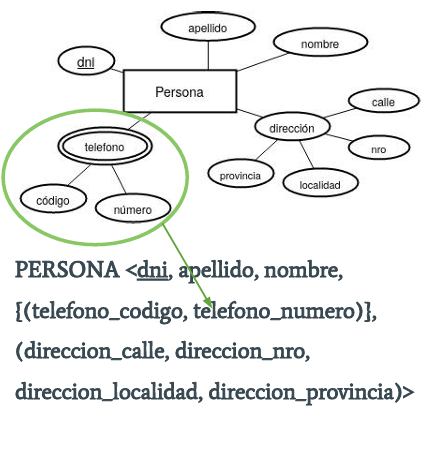 apellido
nombre
dni
Persona
calle
dirección
telefono
nro
provincia
localidad
código
número
PERSONA <dni, apellido, nombre,
{(telefono_codigo, telefono_numero)},
(direccion_calle, direccion_nro,
direccion_localidad, direccion_provincia)>